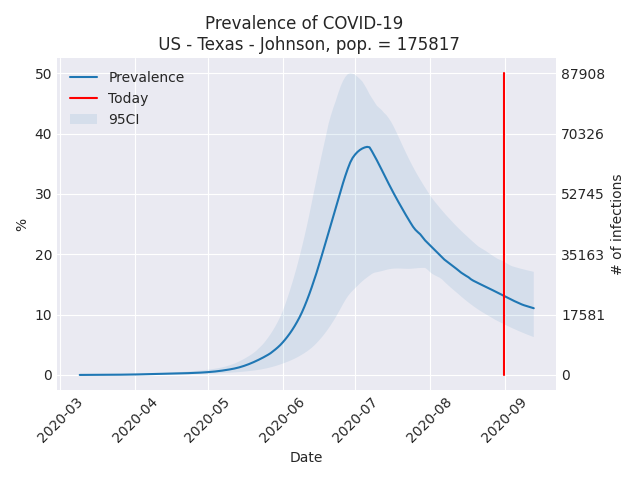 Prevalence of COVID-19
US - Texas - Johnson, pop. = 175817
Prevalence
Today
95CI
50
40
30
20
10
0
%
87908
70326
52745
35163
17581
0
# of infections
2020-03
2020-04
2020-05
2020-06
2020-07
2020-08
2020-09
Date